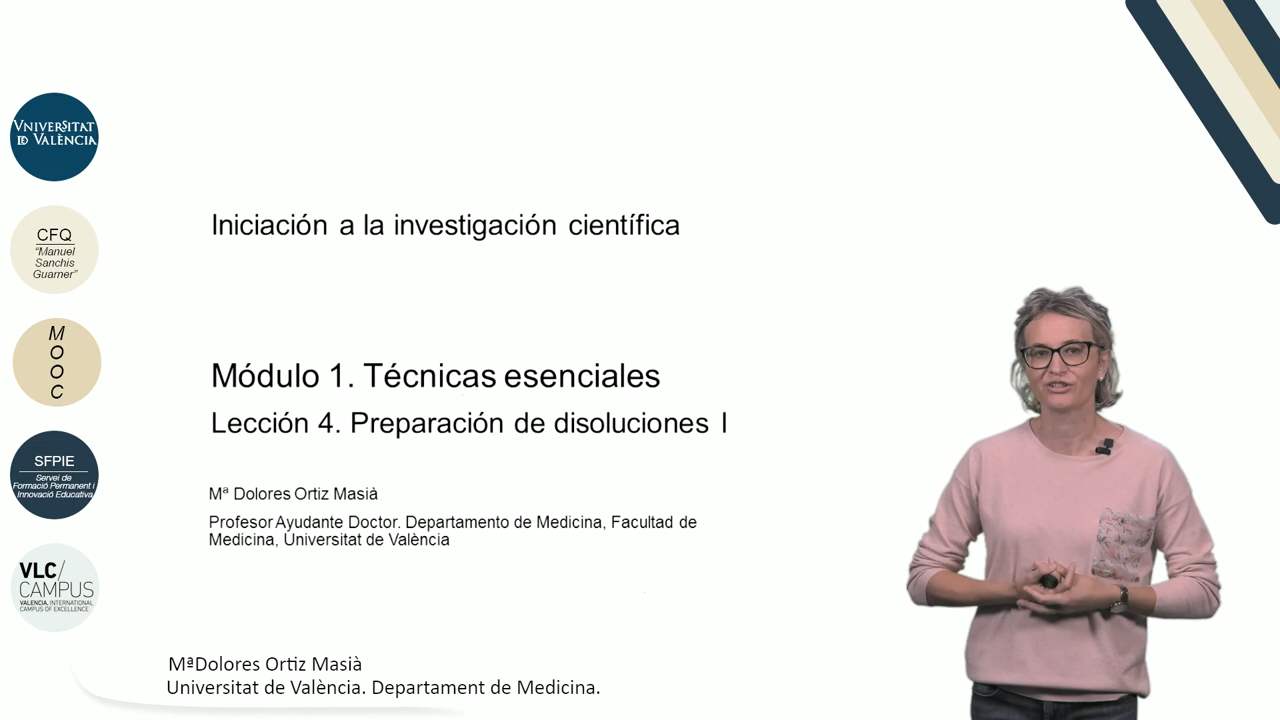 VNIVERSITAT
ID VALÈNCIA
CFQ
“Manuel
Sanchis
Guarner”
M
O
O
C
SFPIE
Servei de
Formació Permanent i
Innovació Educativa
VLC/
CAMPUS
VALENCIA, INTERNATIONAL
CAMPUS OF EXCELLENCE
Iniciación a la investigación científica
Módulo 1. Técnicas esenciales
Lección 4. Preparación de disoluciones I
Mª Dolores Ortiz Masià
Profesor Ayudante Doctor. Departamento de Medicina, Facultad de
Medicina, Universitat de València
MªDolores Ortiz Masià
Universitat de València. Departament de Medicina.